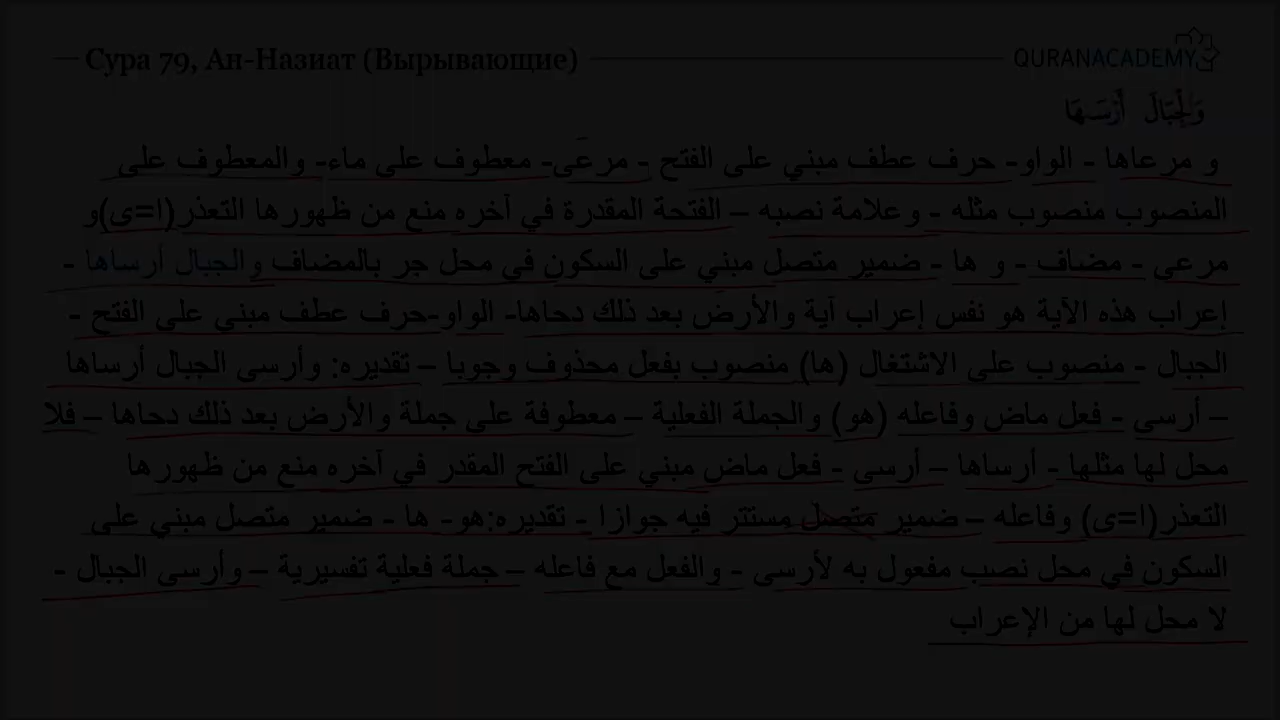 Сура 79, Ан-Назиат (Вырывающие)
QURANACADEMY
وَالْجِبَالَ أَرْسَاهَا
و مرعاها - الواو- حرف عطف مبني على الفتح - مرعَى- معطوف على ماء- والمعطوف على
المنصوب منصوب مثله - وعلامة نصبه – الفتحة المقدرة في آخره منع من ظهورها التعذر(ا=ى)و
مرعي - مضاف - و ها - ضمير متصل مبني على السكون في محل جر بالمضاف والجبال أرساها -
إعراب هذه الآية هو نفس إعراب آية والأرض بعد ذلك دحاها- الواو-حرف عطف مبني على الفتح -
الجبال - منصوب على الاشتغال (ها) منصوب بفعل محذوف وجوبا – تقديره: وأرسى الجبال أرساها
– أرسى - فعل ماض وفاعله (هو) والجملة الفعلية – معطوفة على جملة والأرض بعد ذلك دحاها – فلا
محل لها مثلها - أرساها – أرسى - فعل ماض مبني على الفتح المقدر في آخره منع من ظهورها
التعذر(ا=ى) وفاعله – ضمير متصل مستتر فيه جوازا - تقديره:هو- ها - ضمير متصل مبني على
السكون في محل نصب مفعول به لأرسى - والفعل مع فاعله – جملة فعلية تفسيرية – وأرسى الجبال -
لا محل لها من الإعراب